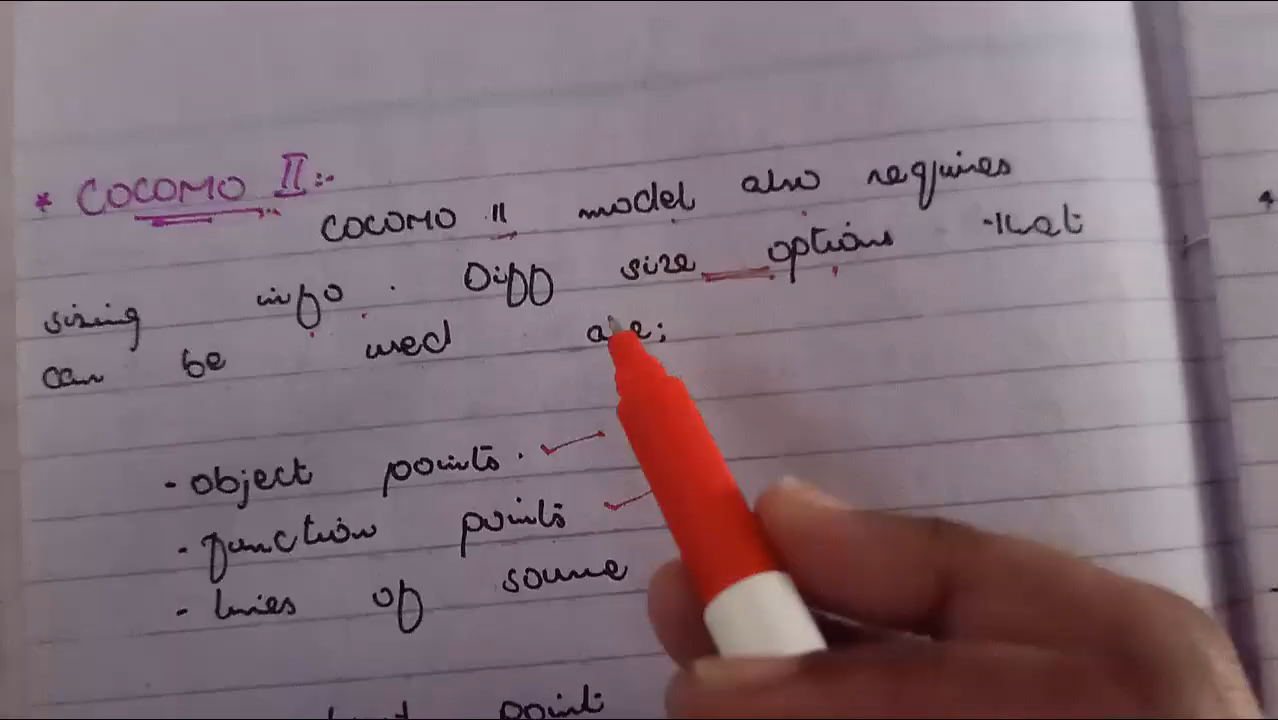 * COCOMO II :-
COCOMO II model also requires
sizing info. Diff size options that
can be used are;
· object points.
· function points
· lines of source
point